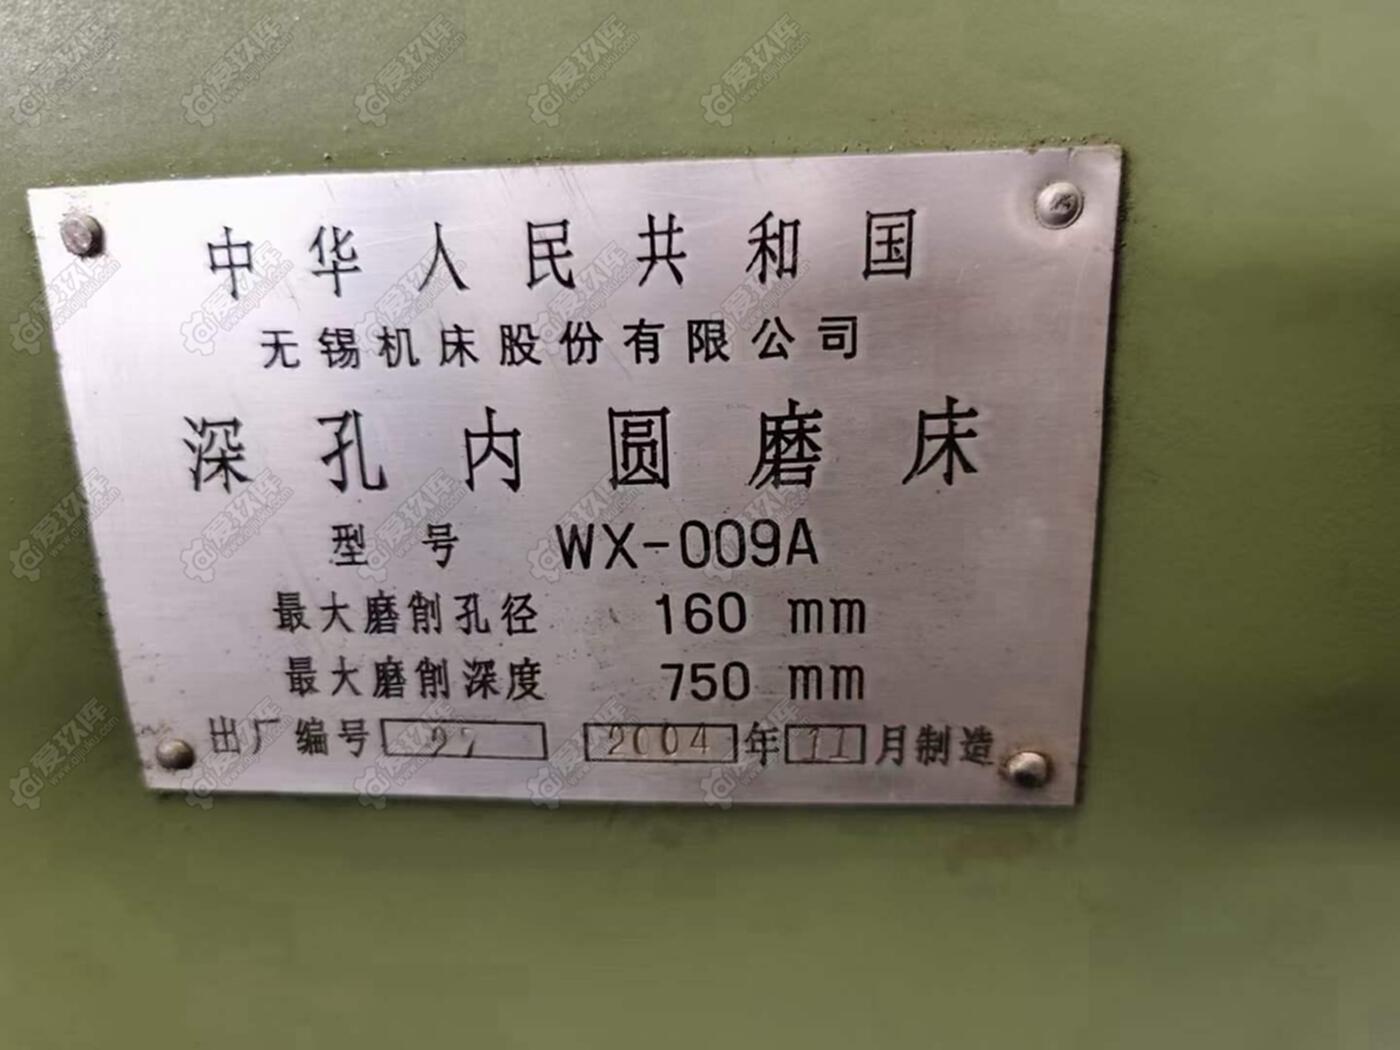 中华人民共和国
无锡机床股份有限公司
深孔内圆磨床
型号 WX-009A
最大磨削孔径 160 mm
最大磨削深度 750 mm
出厂编号 2004年11月制造